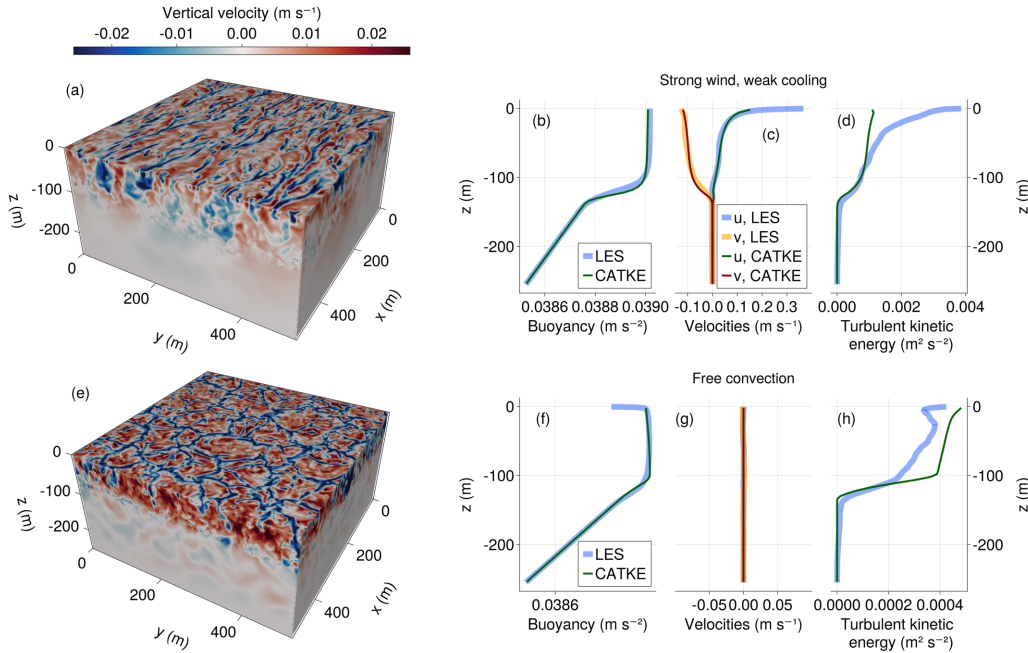 Vertical velocity (m s⁻¹)
-0.02 -0.01 0.00 0.01 0.02
(a)
0
-100
-200
z (m)
0
200
400
y (m)
0
200
400
x (m)
Strong wind, weak cooling
(b)
(c)
(d)
0
-100
-200
z (m)
LES
CATKE
u, LES
v, LES
u, CATKE
v, CATKE
0
-100
-200
z (m)
0.0386 0.0388 0.0390
-0.1 0.0 0.1 0.2 0.3
0.000 0.002 0.004
Buoyancy (m s⁻²)
Velocities (m s⁻¹)
Turbulent kinetic
energy (m² s⁻²)
(e)
0
-100
-200
z (m)
0
200
400
y (m)
0
200
400
x (m)
Free convection
(f)
(g)
(h)
0
-100
-200
z (m)
LES
CATKE
0
-100
-200
z (m)
0.0386
-0.05 0.00 0.05
0.0000 0.0002 0.0004
Buoyancy (m s⁻²)
Velocities (m s⁻¹)
Turbulent kinetic
energy (m² s⁻²)